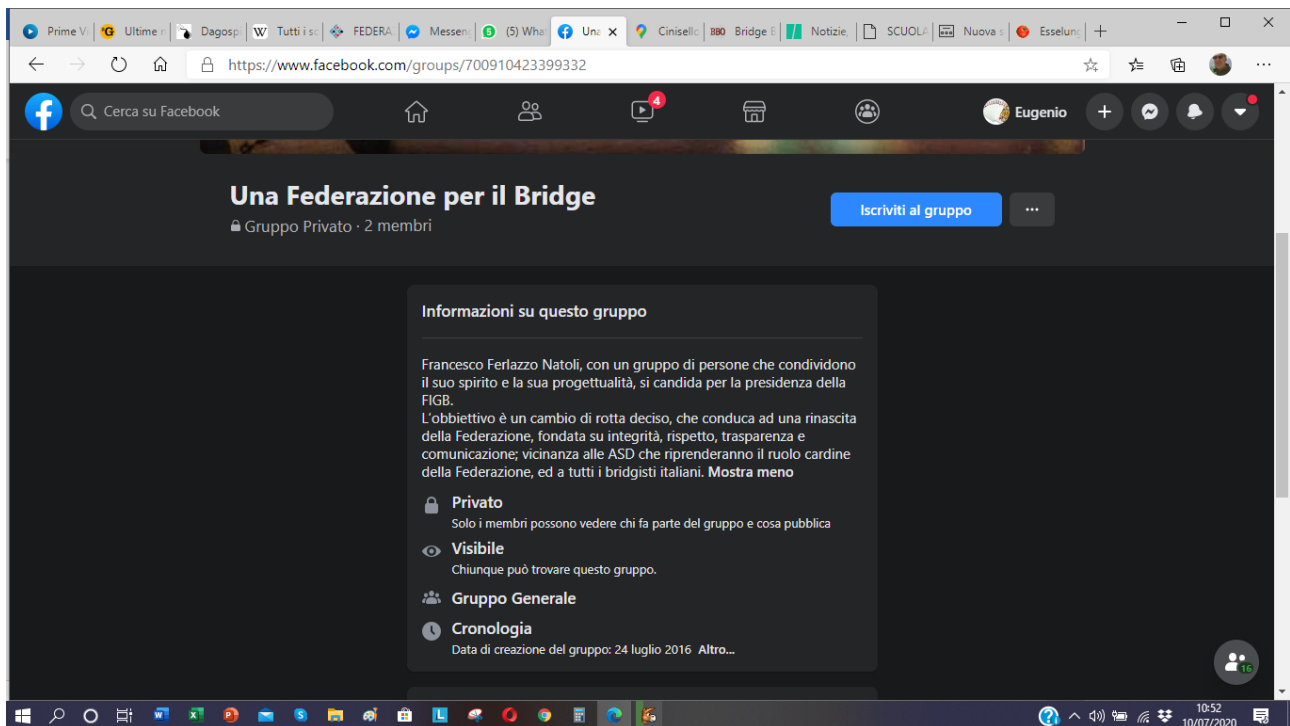 Prime Vi Ultime n Dagosp W Tutti i sc FEDERA Messen (5) Wha Una Cinisello BBO Bridge B Notizie, SCUOLA Nuova s Esselung
https://www.facebook.com/groups/700910423399332
Cerca su Facebook 4 Eugenio
Una Federazione per il Bridge
Gruppo Privato · 2 membri
Iscriviti al gruppo
Informazioni su questo gruppo
Francesco Ferlazzo Natoli, con un gruppo di persone che condividono
il suo spirito e la sua progettualità, si candida per la presidenza della
FIGB.
L'obbiettivo è un cambio di rotta deciso, che conduca ad una rinascita
della Federazione, fondata su integrità, rispetto, trasparenza e
comunicazione; vicinanza alle ASD che riprenderanno il ruolo cardine
della Federazione, ed a tutti i bridgisti italiani. Mostra meno
Privato
Solo i membri possono vedere chi fa parte del gruppo e cosa pubblica
Visibile
Chiunque può trovare questo gruppo.
Gruppo Generale
Cronologia
Data di creazione del gruppo: 24 luglio 2016 Altro...
16
10:52
10/07/2020